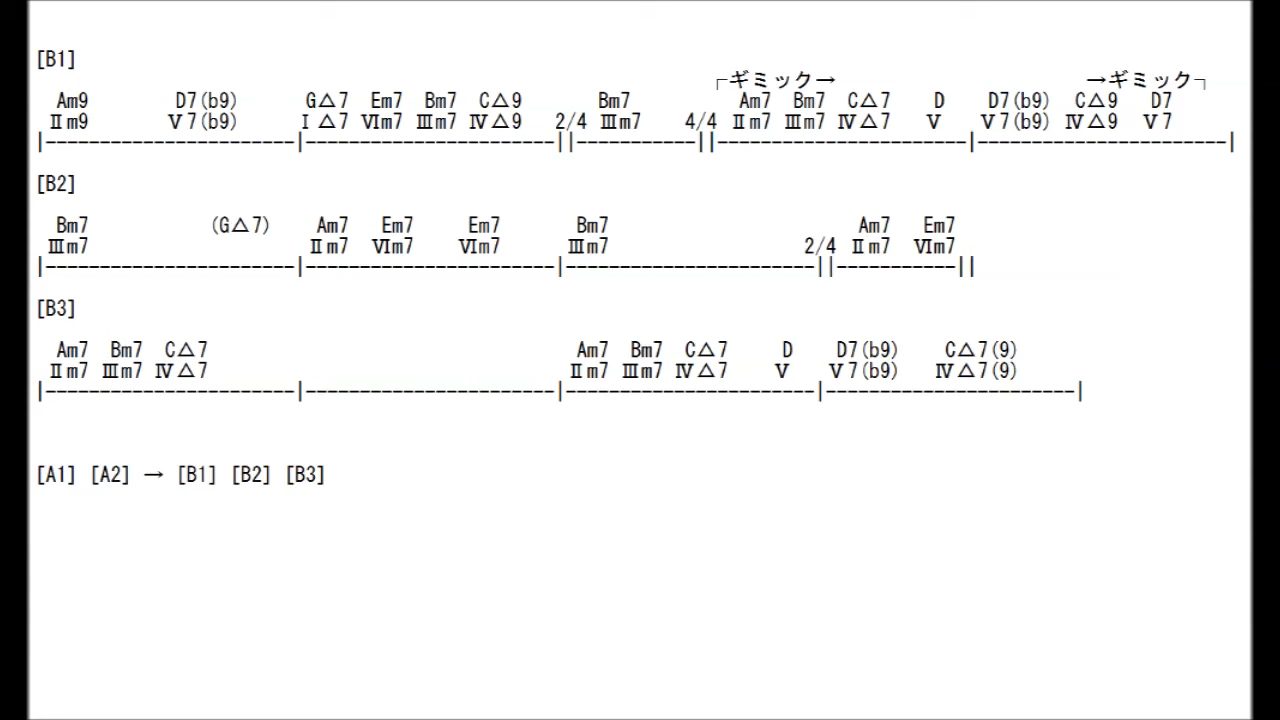 [B1]
┌ギミック→ →ギミック┐
Am9 D7(b9) G△7 Em7 Bm7 C△9 Bm7 Am7 Bm7 C△7 D D7(b9) C△9 D7
Ⅱm9 Ⅴ7(b9) Ⅰ△7 Ⅵm7 Ⅲm7 Ⅳ△9 2/4 Ⅲm7 4/4 Ⅱm7 Ⅲm7 Ⅳ△7 Ⅴ Ⅴ7(b9) Ⅳ△9 Ⅴ7
|------------------------|------------------------||-----------||------------------------|------------------------|
[B2]
Bm7 (G△7) Am7 Em7 Em7 Bm7 Am7 Em7
Ⅲm7 Ⅱm7 Ⅵm7 Ⅵm7 Ⅲm7 2/4 Ⅱm7 Ⅵm7
|------------------------|------------------------|------------------------||-----------||
[B3]
Am7 Bm7 C△7 Am7 Bm7 C△7 D D7(b9) C△7(9)
Ⅱm7 Ⅲm7 Ⅳ△7 Ⅱm7 Ⅲm7 Ⅳ△7 Ⅴ Ⅴ7(b9) Ⅳ△7(9)
|------------------------|------------------------|------------------------|------------------------|
[A1] [A2] → [B1] [B2] [B3]